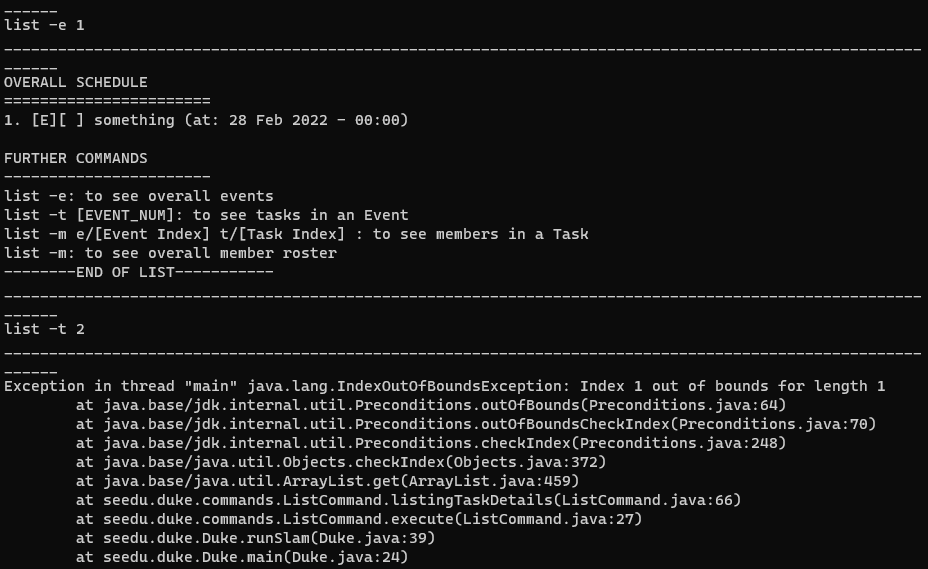 ------
list -e 1
------------------------------------------------------------------------------------------------------
------
OVERALL SCHEDULE
=======================
1. [E][ ] something (at: 28 Feb 2022 - 00:00)
FURTHER COMMANDS
-----------------------
list -e: to see overall events
list -t [EVENT_NUM]: to see tasks in an Event
list -m e/[Event Index] t/[Task Index] : to see members in a Task
list -m: to see overall member roster
--------END OF LIST-----------
------------------------------------------------------------------------------------------------------
------
list -t 2
------------------------------------------------------------------------------------------------------
------
Exception in thread "main" java.lang.IndexOutOfBoundsException: Index 1 out of bounds for length 1
at java.base/jdk.internal.util.Preconditions.outOfBounds(Preconditions.java:64)
at java.base/jdk.internal.util.Preconditions.outOfBoundsCheckIndex(Preconditions.java:70)
at java.base/jdk.internal.util.Preconditions.checkIndex(Preconditions.java:248)
at java.base/java.util.Objects.checkIndex(Objects.java:372)
at java.base/java.util.ArrayList.get(ArrayList.java:459)
at seedu.duke.commands.ListCommand.listingTaskDetails(ListCommand.java:66)
at seedu.duke.commands.ListCommand.execute(ListCommand.java:27)
at seedu.duke.Duke.runSlam(Duke.java:39)
at seedu.duke.Duke.main(Duke.java:24)